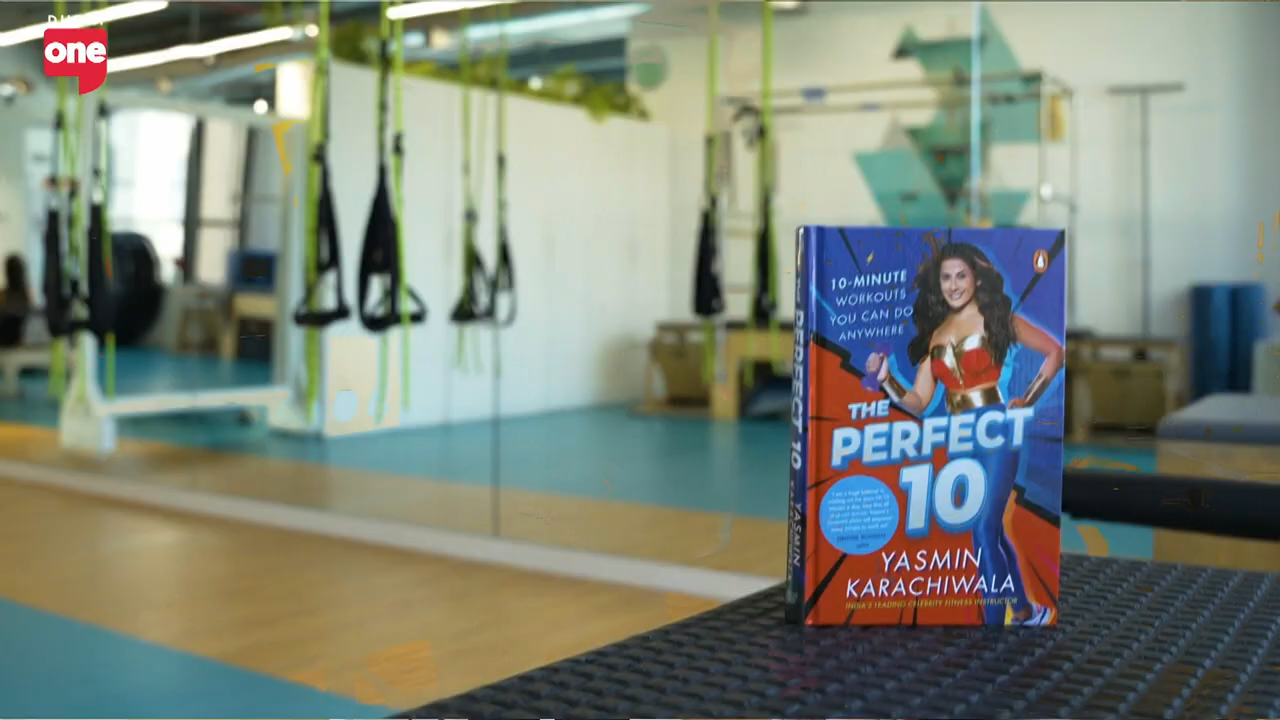 DUBAI
one
10-MINUTE
WORKOUTS
YOU CAN DO
ANYWHERE
THE
PERFECT
10
YASMIN
KARACHIWALA
INDIA'S LEADING CELEBRITY FITNESS INSTRUCTOR
PERFECT 10 YASMIN